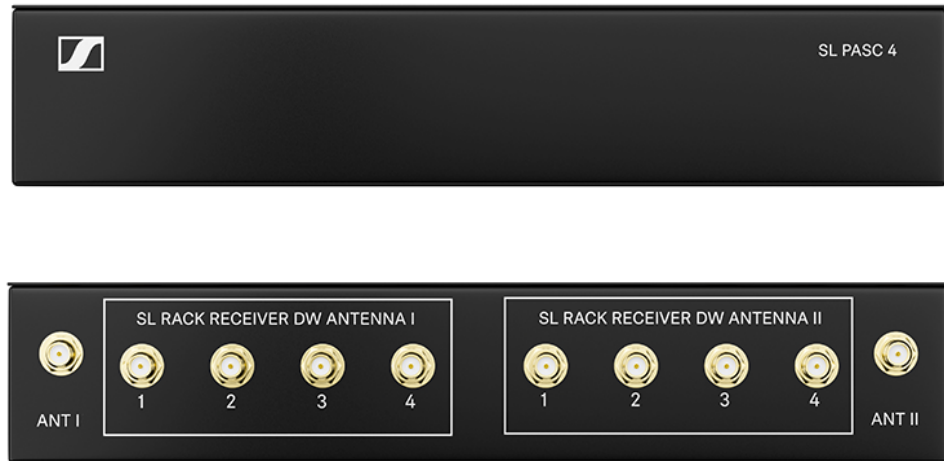 SL PASC 4
SL RACK RECEIVER DW ANTENNA I
SL RACK RECEIVER DW ANTENNA II
1 2 3 4
1 2 3 4
ANT I
ANT II